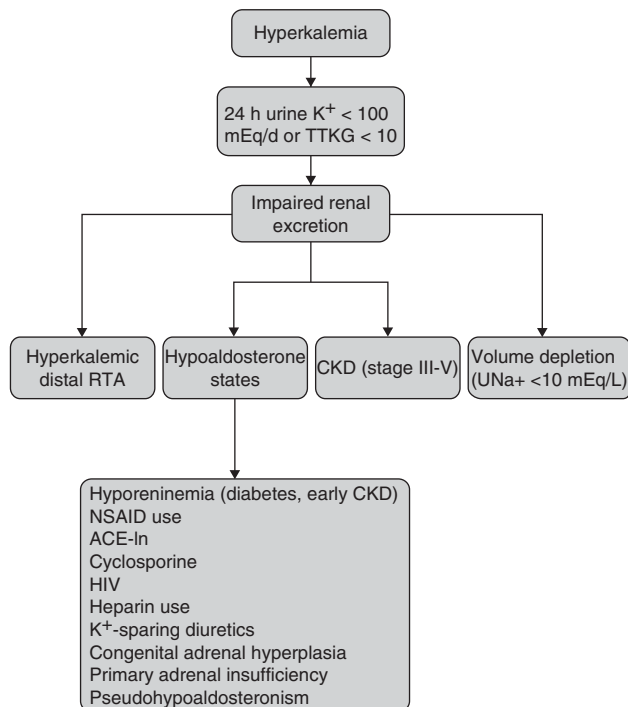 Hyperkalemia
24 h urine K+ < 100
mEq/d or TTKG < 10
Impaired renal
excretion
Hyperkalemic
distal RTA
Hypoaldosterone
states
CKD (stage III-V)
Volume depletion
(UNa+ <10 mEq/L)
Hyporeninemia (diabetes, early CKD)
NSAID use
ACE-In
Cyclosporine
HIV
Heparin use
K+-sparing diuretics
Congenital adrenal hyperplasia
Primary adrenal insufficiency
Pseudohypoaldosteronism